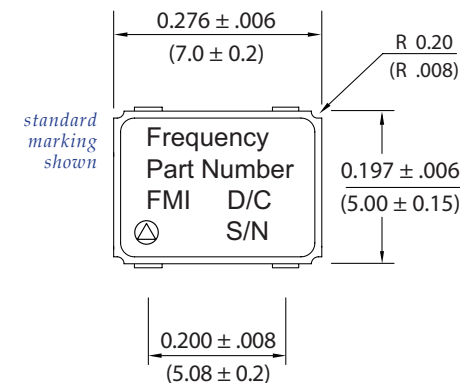 0.276 ± .006
(7.0 ± 0.2)
R 0.20
(R .008)
standard
marking
shown
Frequency
Part Number
FMI D/C
S/N
0.197 ± .006
(5.00 ± 0.15)
0.200 ± .008
(5.08 ± 0.2)